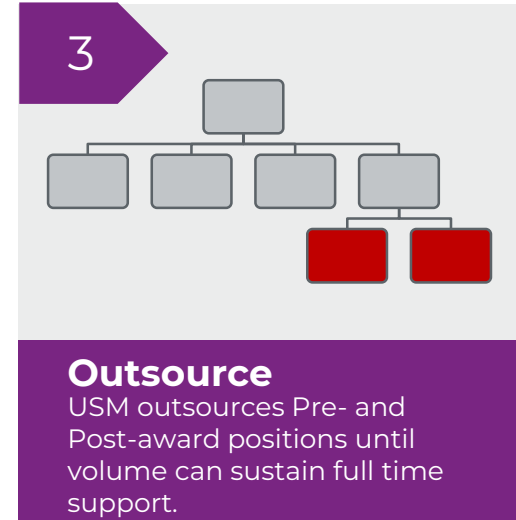 3
Outsource
USM outsources Pre- and
Post-award positions until
volume can sustain full time
support.